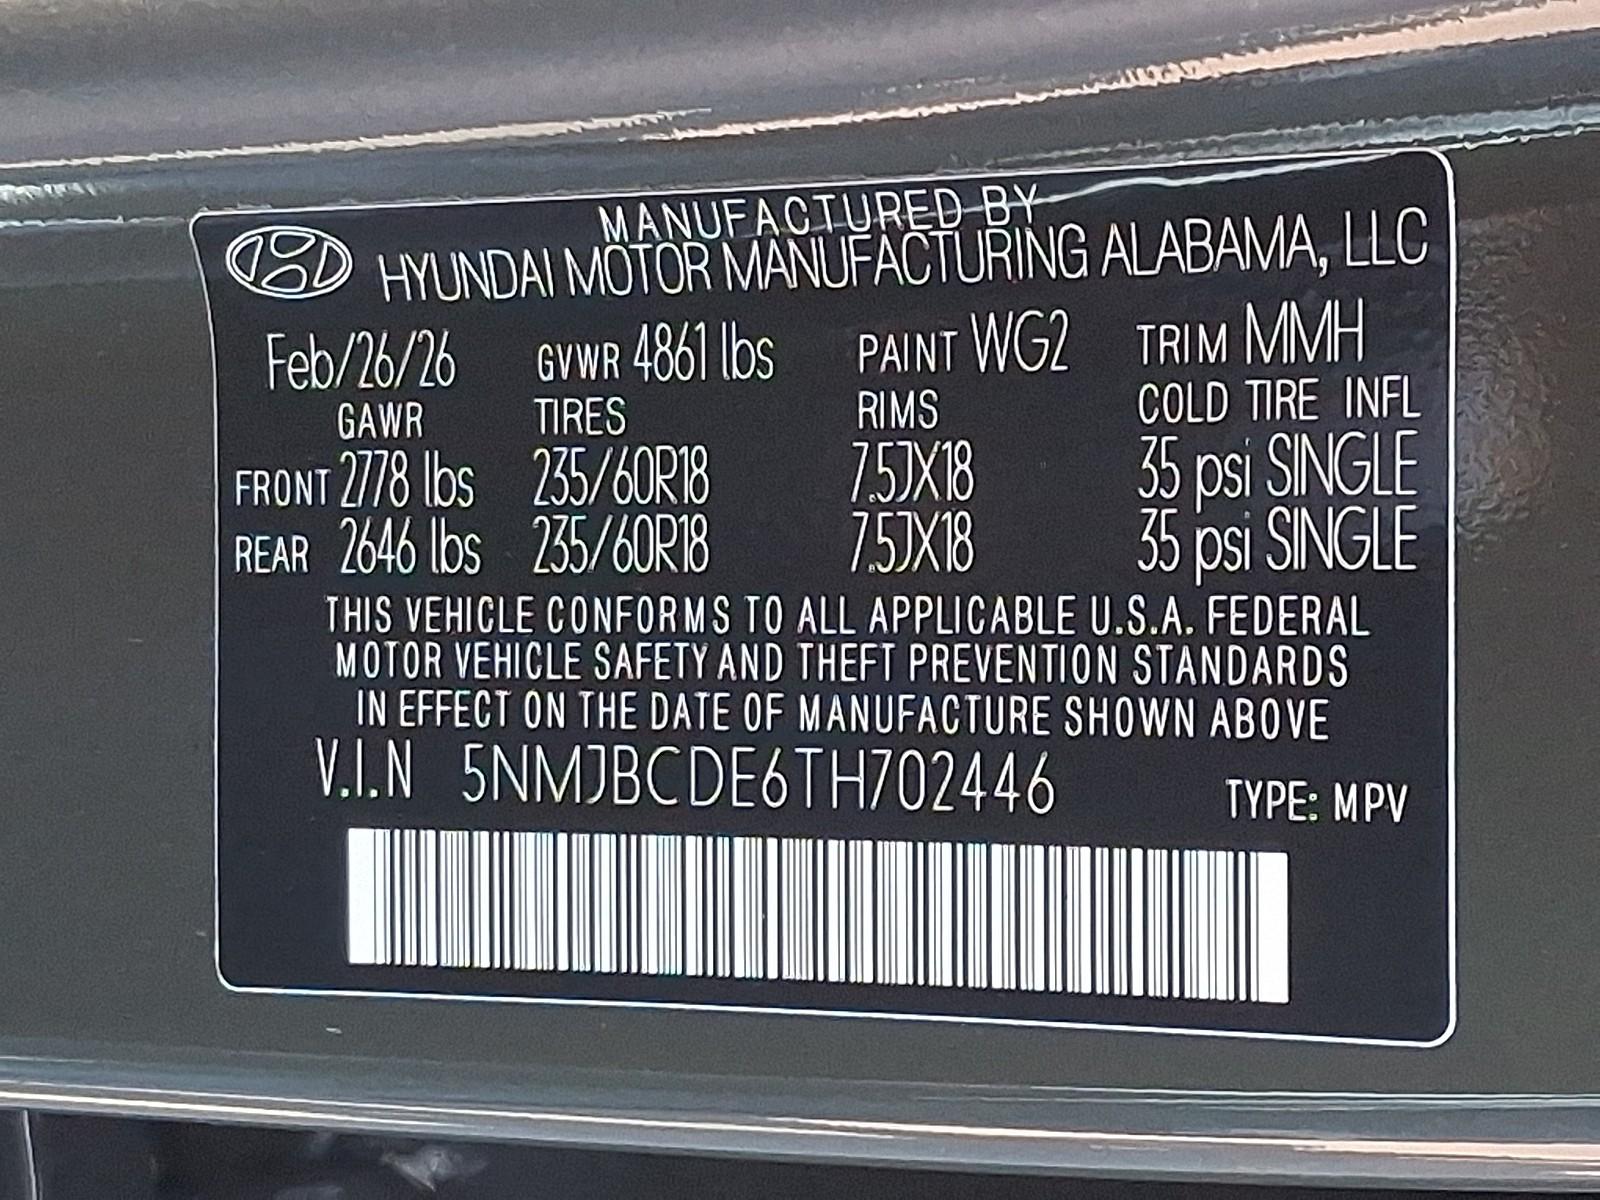 MANUFACTURED BY
HYUNDAI MOTOR MANUFACTURING ALABAMA, LLC
Feb/26/26 GVWR 4861 lbs PAINT WG2 TRIM MMH
GAWR TIRES RIMS COLD TIRE INFL
FRONT 2778 lbs 235/60R18 7.5JX18 35 psi SINGLE
REAR 2646 lbs 235/60R18 7.5JX18 35 psi SINGLE
THIS VEHICLE CONFORMS TO ALL APPLICABLE U.S.A. FEDERAL
MOTOR VEHICLE SAFETY AND THEFT PREVENTION STANDARDS
IN EFFECT ON THE DATE OF MANUFACTURE SHOWN ABOVE
V.I.N 5NMJBCDE6TH702446 TYPE: MPV